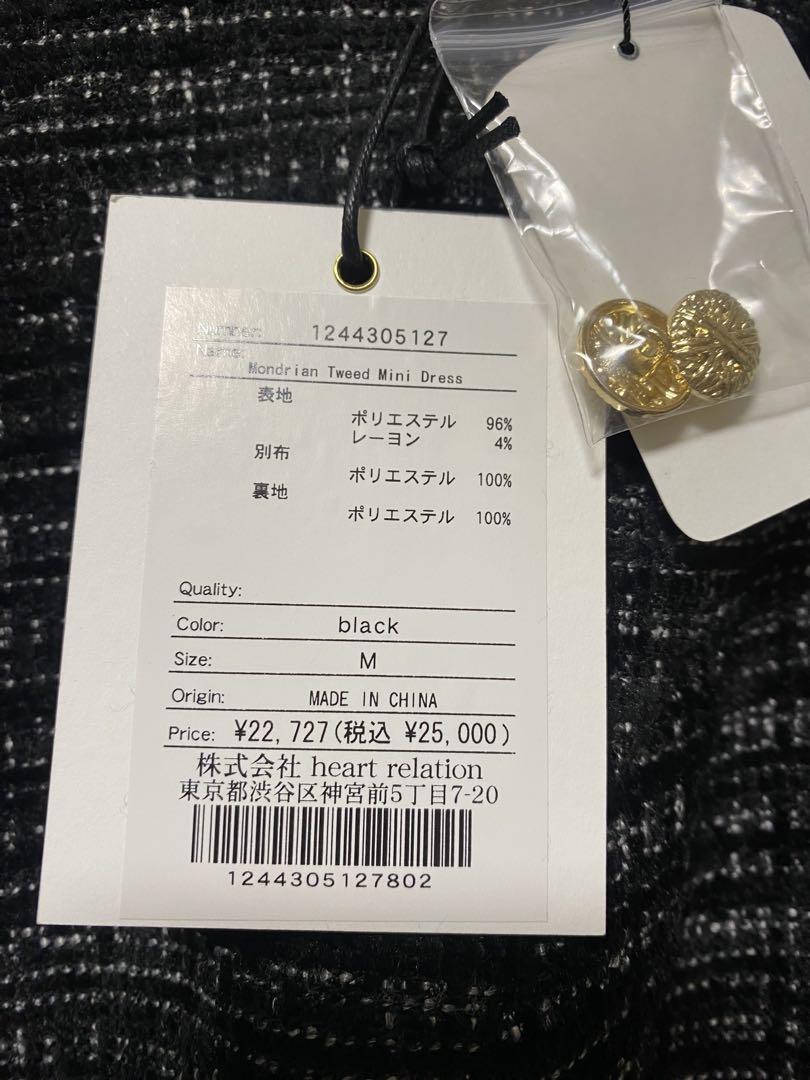 Number: 1244305127
Name:
Mondrian Tweed Mini Dress
表地
ポリエステル 96%
レーヨン 4%
別布
ポリエステル 100%
裏地
ポリエステル 100%
Quality:
Color: black
Size: M
Origin: MADE IN CHINA
Price: ¥22,727(税込 ¥25,000)
株式会社 heart relation
東京都渋谷区神宮前5丁目7-20
1244305127802